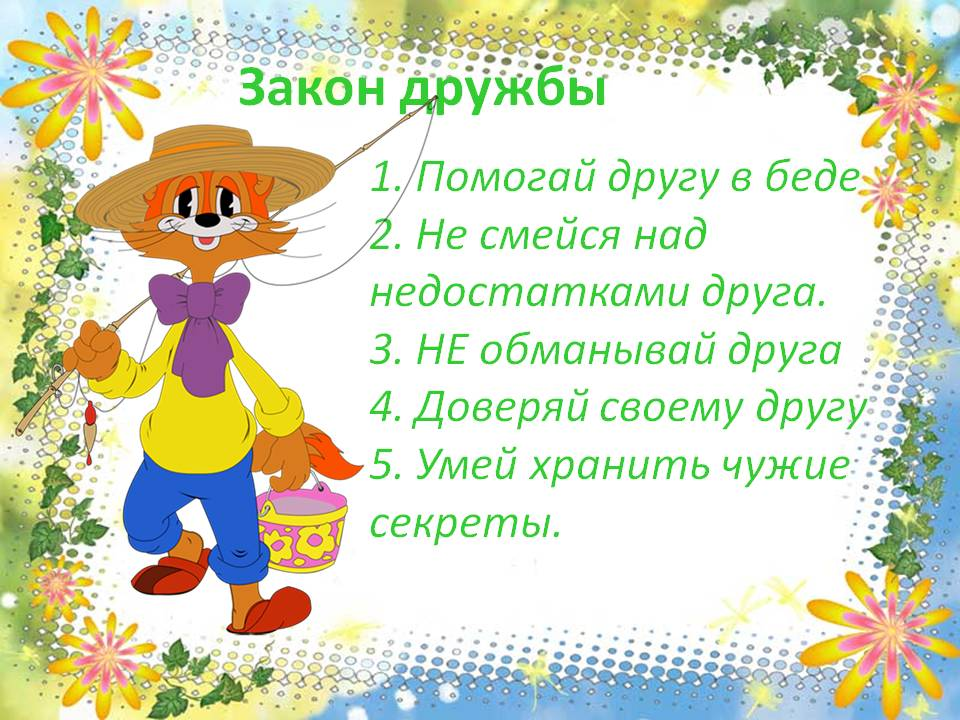 Закон дружбы
1. Помогай другу в беде
2. Не смейся над
недостатками друга.
3. НЕ обманывай друга
4. Доверяй своему другу
5. Умей хранить чужие
секреты.